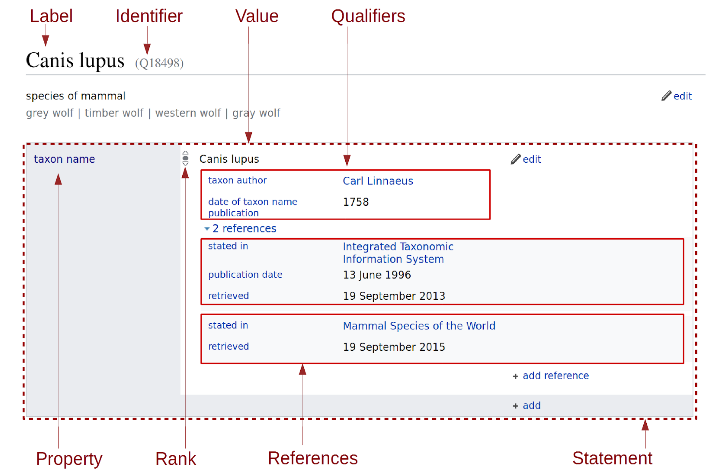 Label Identifier Value Qualifiers
Canis lupus (Q18498)
species of mammal
edit
grey wolf | timber wolf | western wolf | gray wolf
taxon name
Canis lupus
edit
taxon author Carl Linnaeus
date of taxon name 1758
publication
2 references
stated in Integrated Taxonomic
Information System
publication date 13 June 1996
retrieved 19 September 2013
stated in Mammal Species of the World
retrieved 19 September 2015
+ add reference
+ add
Property Rank References Statement